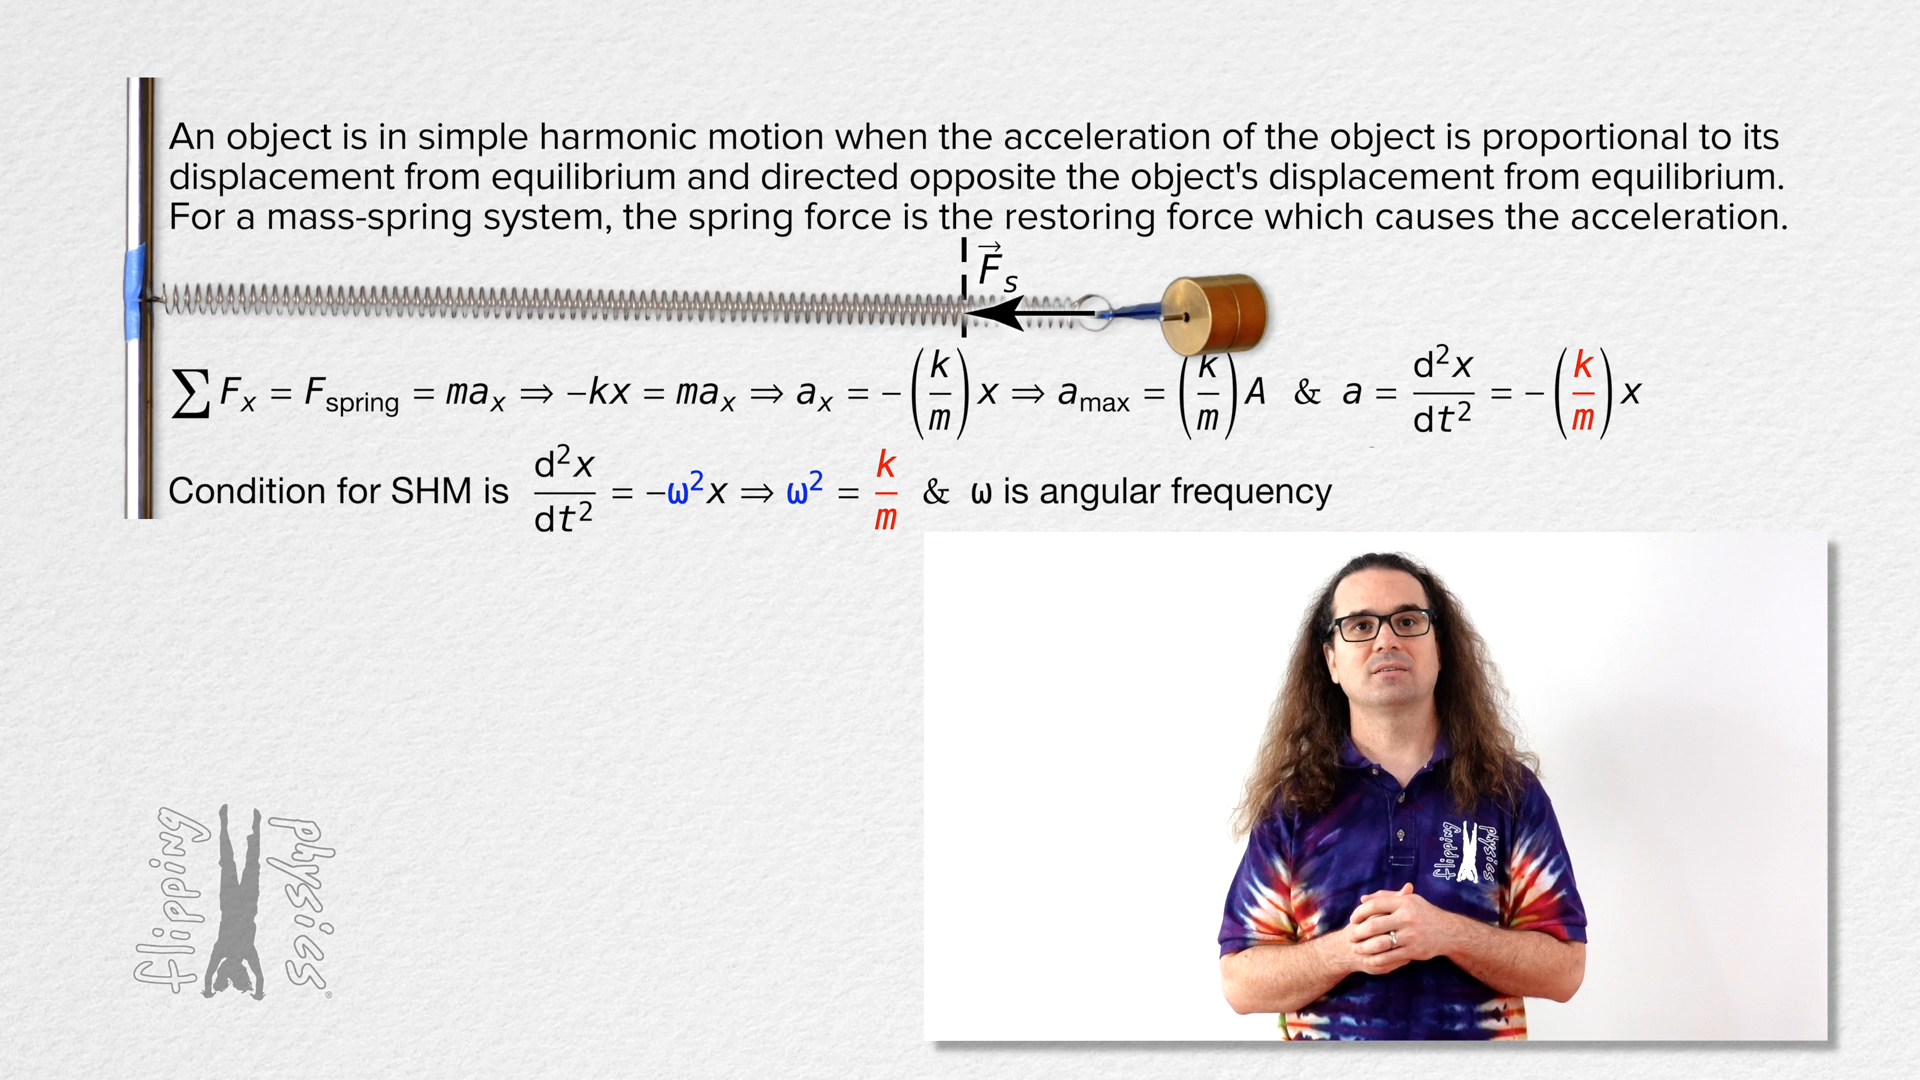 An object is in simple harmonic motion when the acceleration of the object is proportional to its
displacement from equilibrium and directed opposite the object's displacement from equilibrium.
For a mass-spring system, the spring force is the restoring force which causes the acceleration.
F⃗ₛ
∑Fₓ = F_spring = maₓ ⇒ −kx = maₓ ⇒ aₓ = −(k/m)x ⇒ a_max = (k/m)A & a = d²x/dt² = −(k/m)x
Condition for SHM is d²x/dt² = −ω²x ⇒ ω² = k/m & ω is angular frequency
flipping physics
flipping physics ®